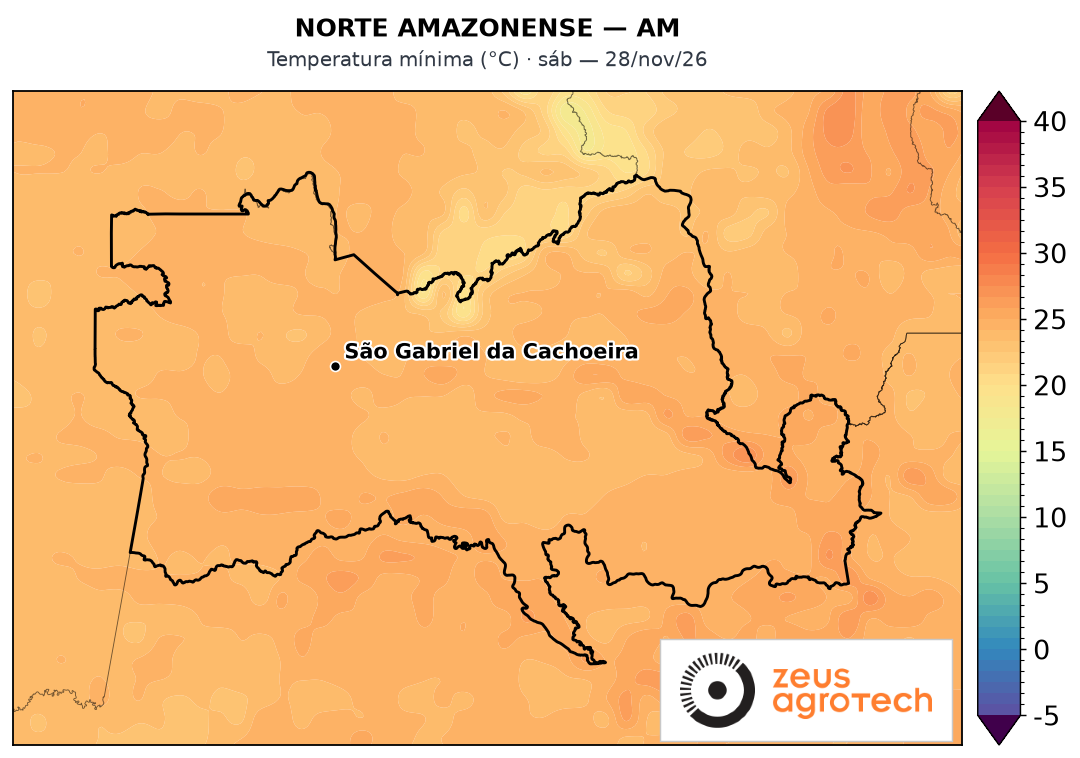 NORTE AMAZONENSE — AM
Temperatura mínima (°C) · sáb — 28/nov/26
São Gabriel da Cachoeira
40
35
30
25
20
15
10
5
0
-5
zeus
agrotech